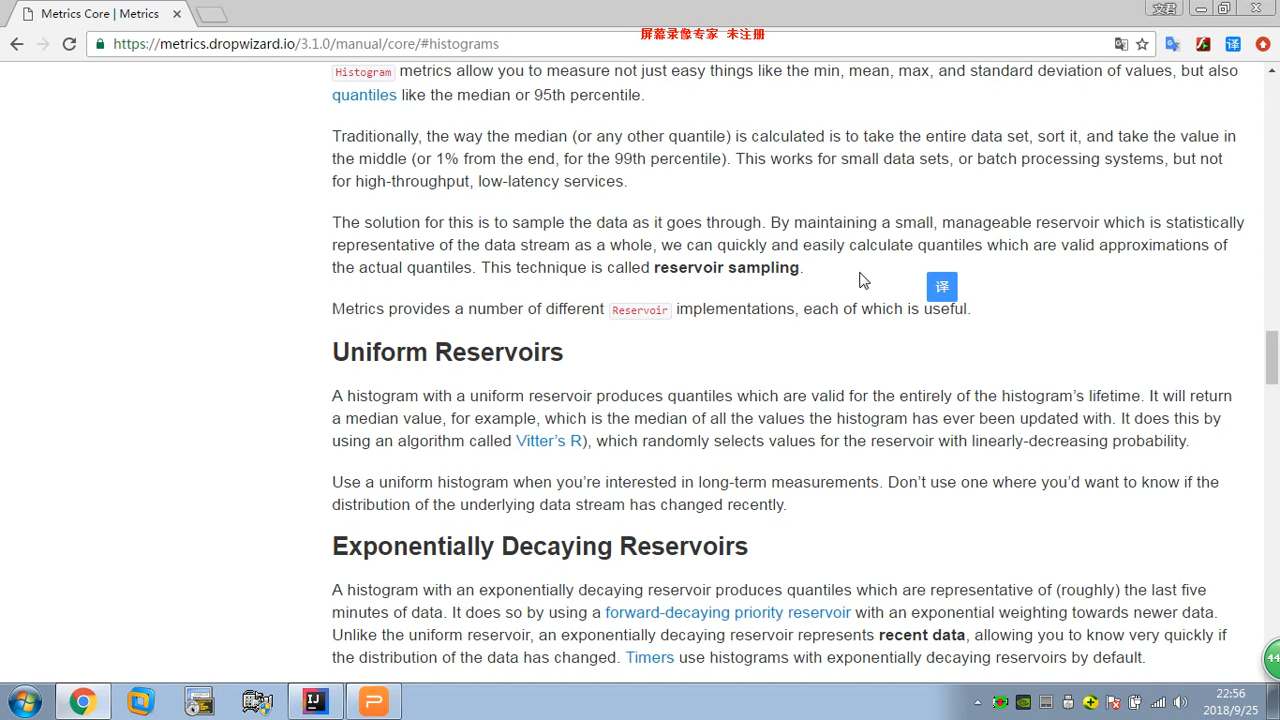 Metrics Core | Metrics
文君
https://metrics.dropwizard.io/3.1.0/manual/core/#histograms
屏幕录像专家 未注册
译
Histogram metrics allow you to measure not just easy things like the min, mean, max, and standard deviation of values, but also
quantiles like the median or 95th percentile.
Traditionally, the way the median (or any other quantile) is calculated is to take the entire data set, sort it, and take the value in
the middle (or 1% from the end, for the 99th percentile). This works for small data sets, or batch processing systems, but not
for high-throughput, low-latency services.
The solution for this is to sample the data as it goes through. By maintaining a small, manageable reservoir which is statistically
representative of the data stream as a whole, we can quickly and easily calculate quantiles which are valid approximations of
the actual quantiles. This technique is called reservoir sampling.
译
Metrics provides a number of different Reservoir implementations, each of which is useful.
Uniform Reservoirs
A histogram with a uniform reservoir produces quantiles which are valid for the entirely of the histogram’s lifetime. It will return
a median value, for example, which is the median of all the values the histogram has ever been updated with. It does this by
using an algorithm called Vitter’s R), which randomly selects values for the reservoir with linearly-decreasing probability.
Use a uniform histogram when you’re interested in long-term measurements. Don’t use one where you’d want to know if the
distribution of the underlying data stream has changed recently.
Exponentially Decaying Reservoirs
A histogram with an exponentially decaying reservoir produces quantiles which are representative of (roughly) the last five
minutes of data. It does so by using a forward-decaying priority reservoir with an exponential weighting towards newer data.
Unlike the uniform reservoir, an exponentially decaying reservoir represents recent data, allowing you to know very quickly if
the distribution of the data has changed. Timers use histograms with exponentially decaying reservoirs by default.
44
IJ
P
22:56
2018/9/25